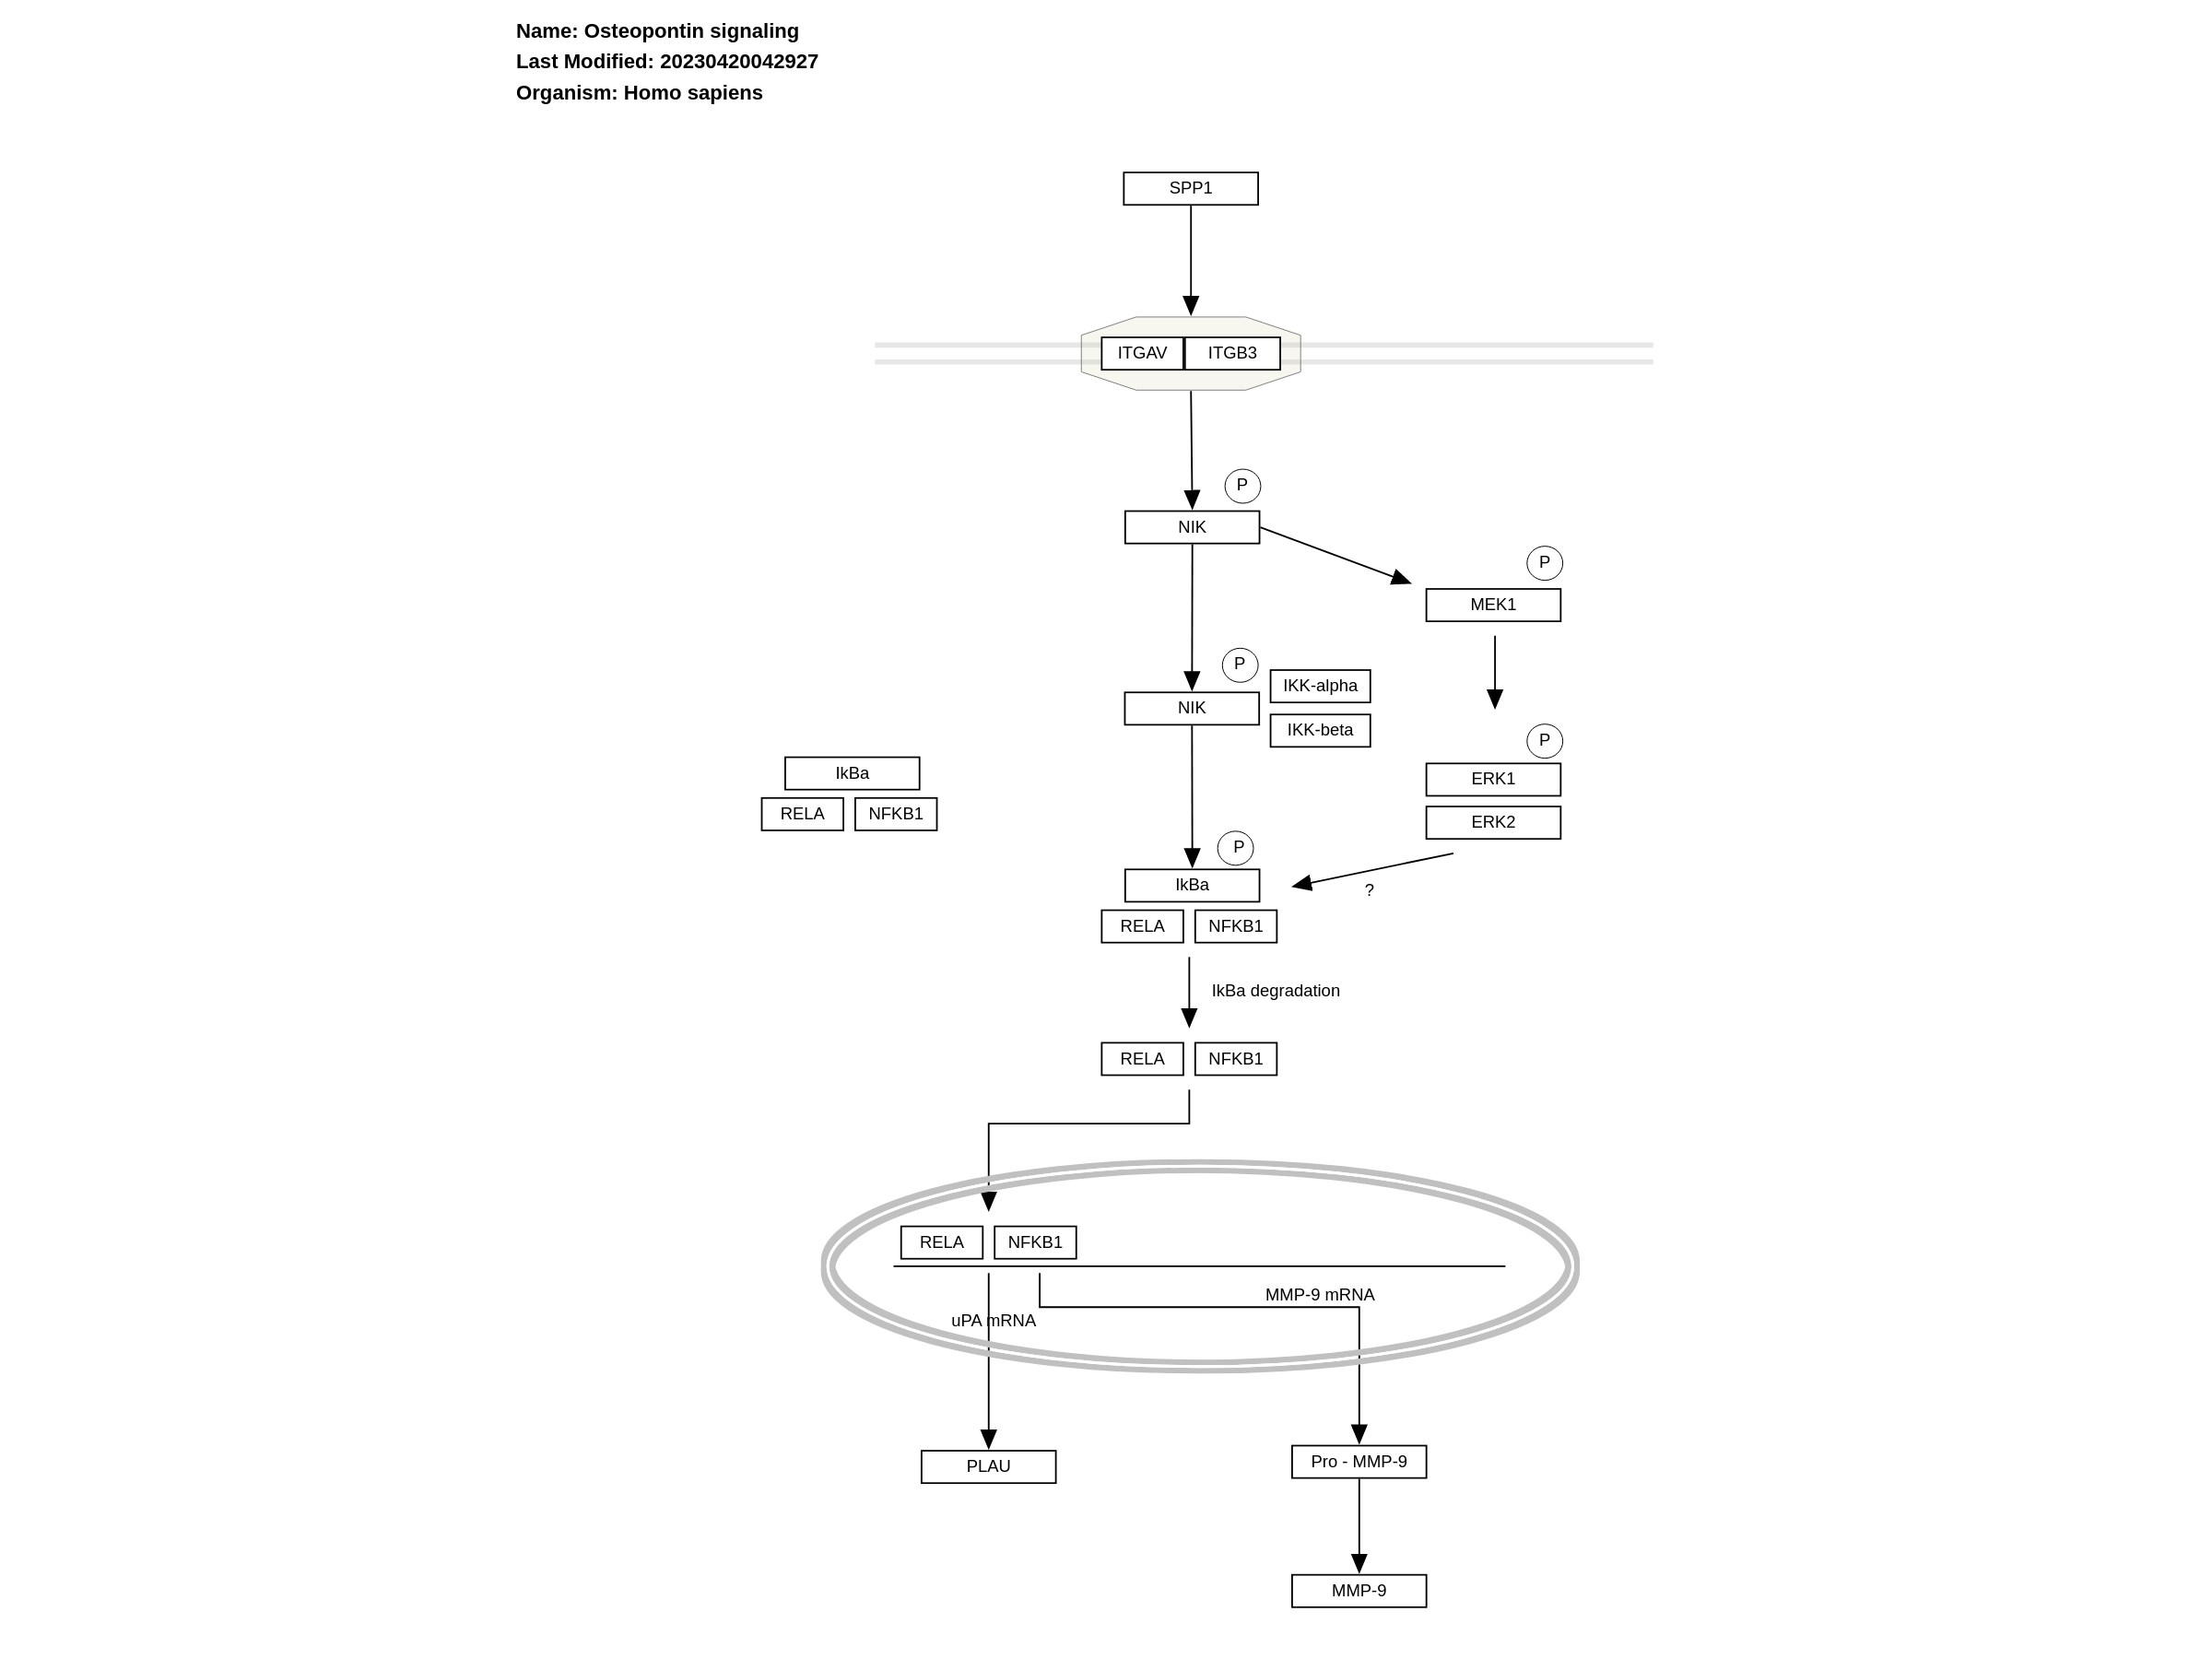 Name: Osteopontin signaling
Last Modified: 20230420042927
Organism: Homo sapiens
SPP1
ITGAV ITGB3
P
NIK
P
MEK1
P
IKK-alpha
NIK
IKK-beta
P
IkBa
ERK1
RELA NFKB1
ERK2
P
IkBa
?
RELA NFKB1
IkBa degradation
RELA NFKB1
RELA NFKB1
MMP-9 mRNA
uPA mRNA
Pro - MMP-9
PLAU
MMP-9